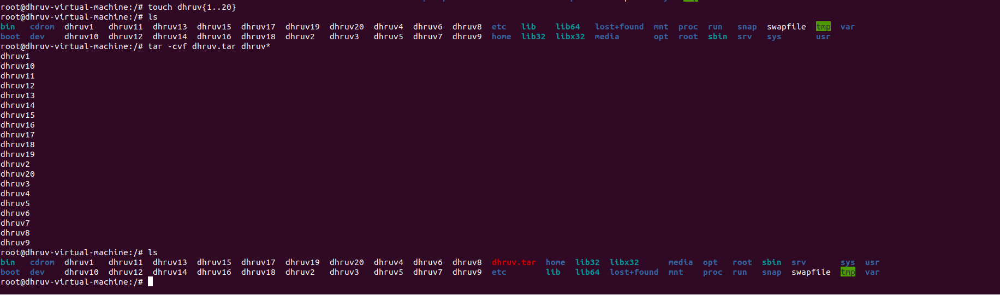 root@dhruv-virtual-machine:/# touch dhruv{1..20}
root@dhruv-virtual-machine:/# ls
bin   cdrom  dhruv1   dhruv11  dhruv13  dhruv15  dhruv17  dhruv19  dhruv20  dhruv4  dhruv6  dhruv8  etc   lib    lib64   lost+found  mnt  proc  run   snap  swapfile  tmp  var
boot  dev    dhruv10  dhruv12  dhruv14  dhruv16  dhruv18  dhruv2   dhruv3   dhruv5  dhruv7  dhruv9  home  lib32  libx32  media       opt  root  sbin  srv   sys       usr
root@dhruv-virtual-machine:/# tar -cvf dhruv.tar dhruv*
dhruv1
dhruv10
dhruv11
dhruv12
dhruv13
dhruv14
dhruv15
dhruv16
dhruv17
dhruv18
dhruv19
dhruv2
dhruv20
dhruv3
dhruv4
dhruv5
dhruv6
dhruv7
dhruv8
dhruv9
root@dhruv-virtual-machine:/# ls
bin   cdrom  dhruv1   dhruv11  dhruv13  dhruv15  dhruv17  dhruv19  dhruv20  dhruv4  dhruv6  dhruv8  dhruv.tar  home  lib32  libx32      media  opt   root  sbin  srv       sys  usr
boot  dev    dhruv10  dhruv12  dhruv14  dhruv16  dhruv18  dhruv2   dhruv3   dhruv5  dhruv7  dhruv9  etc        lib   lib64  lost+found  mnt    proc  run   snap  swapfile  tmp  var
root@dhruv-virtual-machine:/#